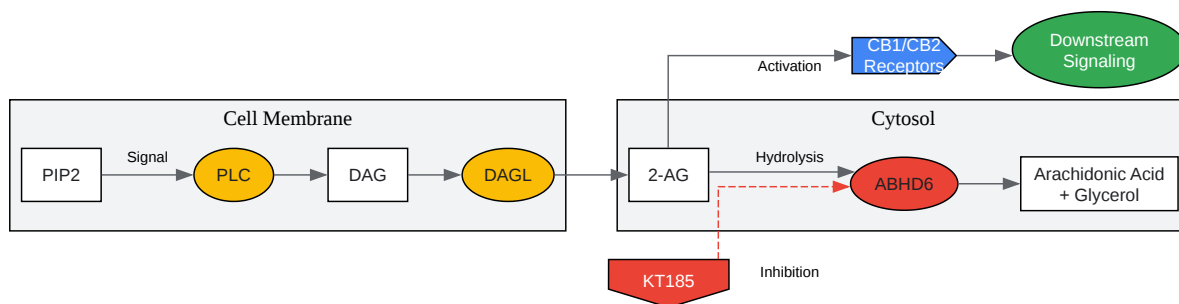 CB1/CB2
Receptors
Downstream
Signaling
Activation
Cell Membrane
Cytosol
PIP2
Signal
PLC
DAG
DAGL
2-AG
Hydrolysis
ABHD6
Arachidonic Acid
+ Glycerol
KT185
Inhibition